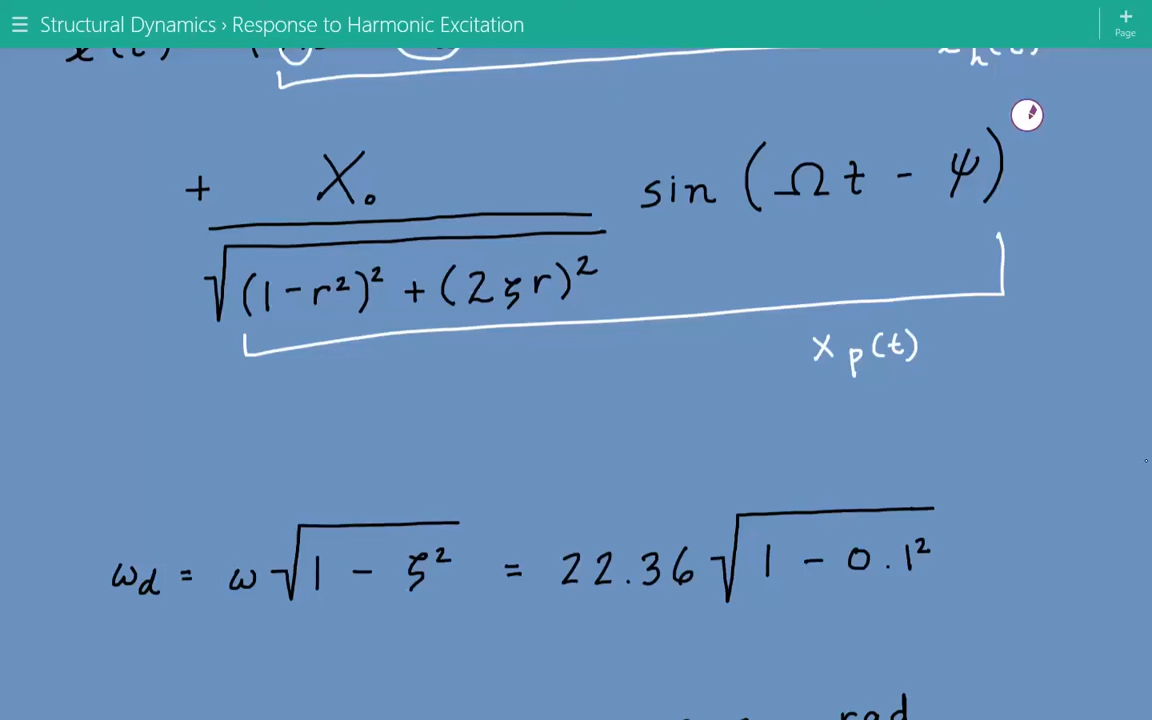 Structural Dynamics › Response to Harmonic Excitation
Page
+ X₀ / √((1-r²)² + (2ξr)²) sin (Ωt - ψ)
x_p(t)
ω_d = ω√(1 - ξ²) = 22.36 √(1 - 0.1²)
rad